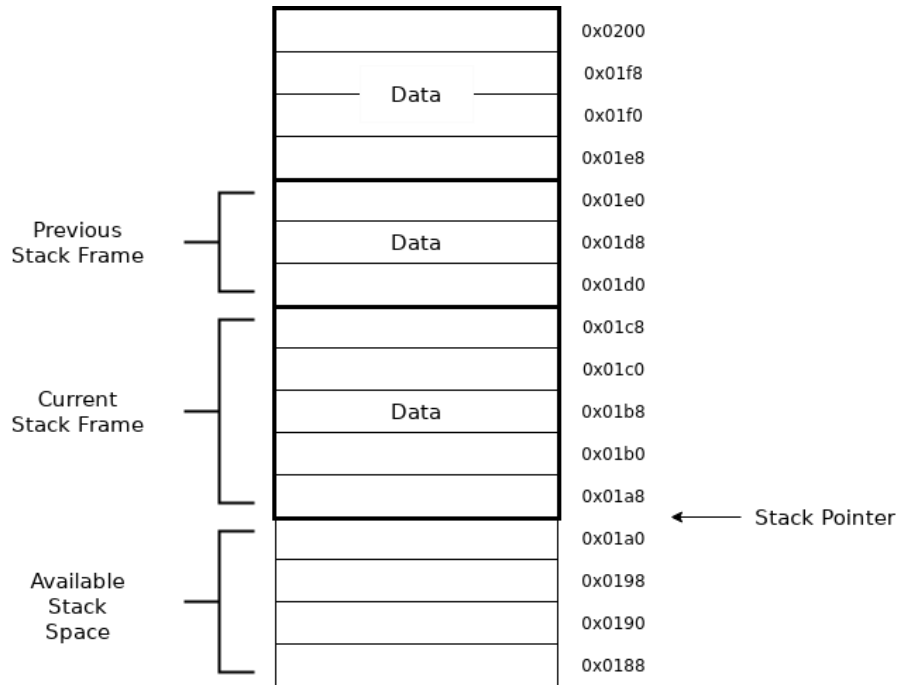 0x0200
0x01f8
Data
0x01f0
0x01e8
0x01e0
Previous
Stack Frame
Data
0x01d8
0x01d0
0x01c8
0x01c0
Current
Stack Frame
Data
0x01b8
0x01b0
0x01a8
Stack Pointer
0x01a0
Available
Stack
Space
0x0198
0x0190
0x0188